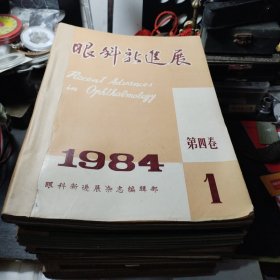 眼科新进展
Recent Advances
in Ophthalmology
第四卷
1984
1
眼科新进展杂志编辑部